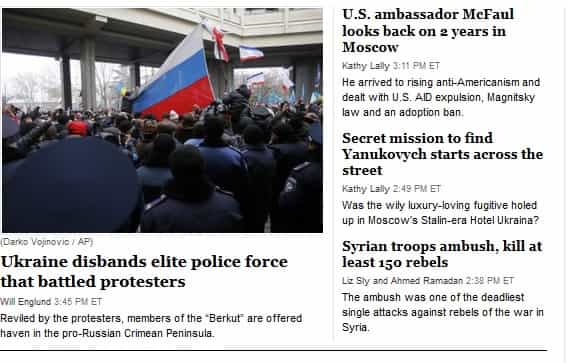 (Darko Vojinovic / AP)
Ukraine disbands elite police force
that battled protesters
Will Englund 3:45 PM ET
Reviled by the protesters, members of the “Berkut” are offered
haven in the pro-Russian Crimean Peninsula.
U.S. ambassador McFaul
looks back on 2 years in
Moscow
Kathy Lally 3:11 PM ET
He arrived to rising anti-Americanism and
dealt with U.S. AID expulsion, Magnitsky
law and an adoption ban.
Secret mission to find
Yanukovych starts across the
street
Kathy Lally 2:49 PM ET
Was the wily luxury-loving fugitive holed
up in Moscow’s Stalin-era Hotel Ukraina?
Syrian troops ambush, kill at
least 150 rebels
Liz Sly and Ahmed Ramadan 2:38 PM ET
The ambush was one of the deadliest
single attacks against rebels of the war in
Syria.